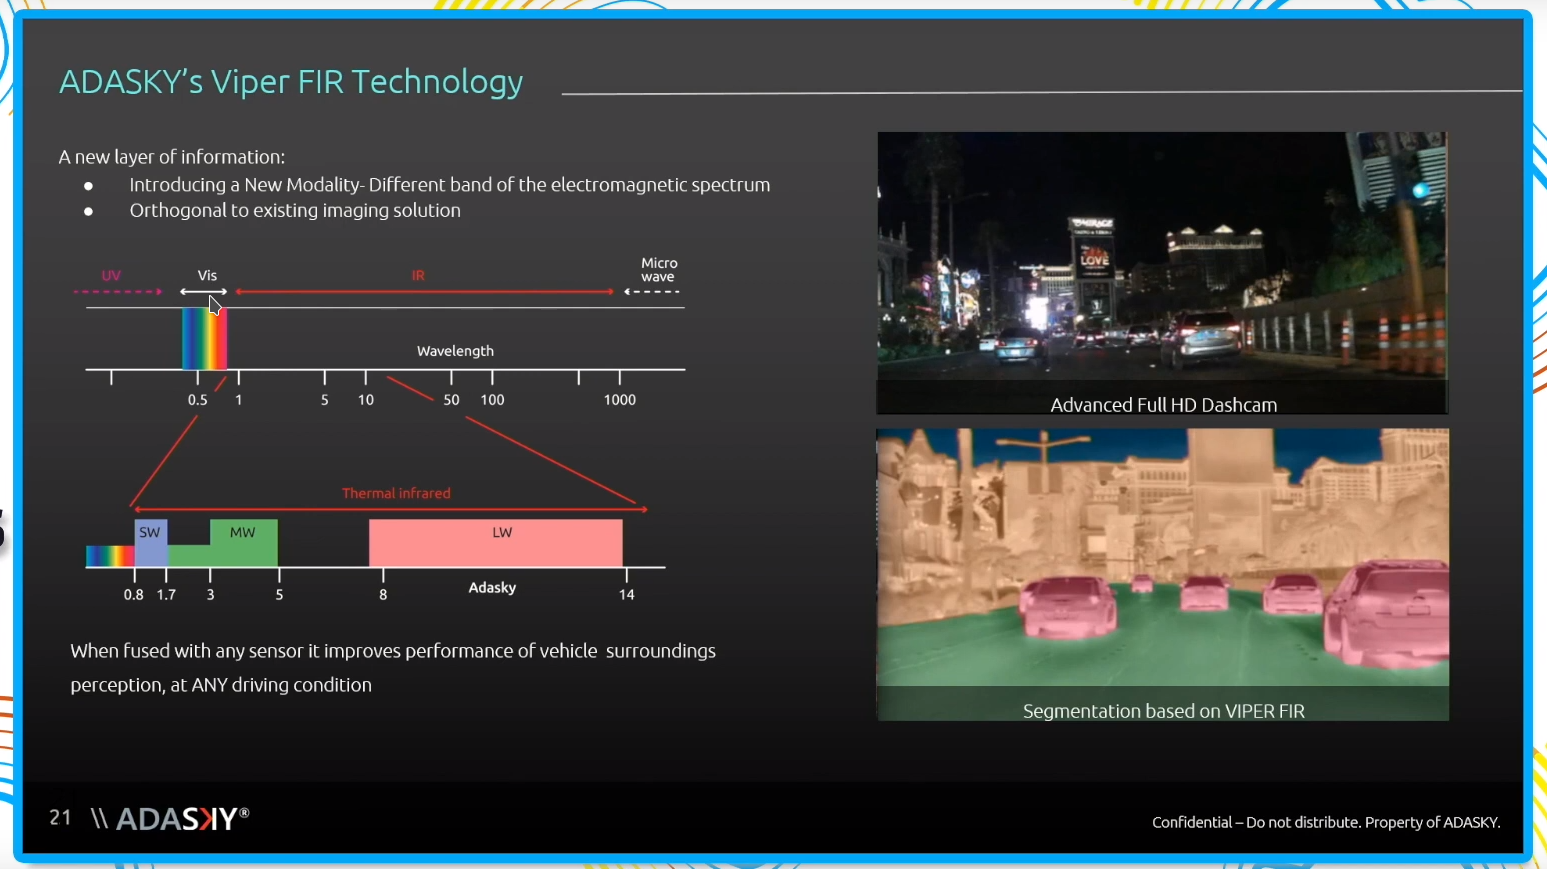 ADASKY’s Viper FIR Technology
A new layer of information:
● Introducing a New Modality- Different band of the electromagnetic spectrum
● Orthogonal to existing imaging solution
UV
Vis
IR
Micro
wave
Wavelength
0.5 1 5 10 50 100 1000
Thermal infrared
SW MW LW
0.8 1.7 3 5 8 14
Adasky
When fused with any sensor it improves performance of vehicle surroundings
perception, at ANY driving condition
LOVE
Advanced Full HD Dashcam
Segmentation based on VIPER FIR
21 \\ ADASKY®
Confidential – Do not distribute. Property of ADASKY.